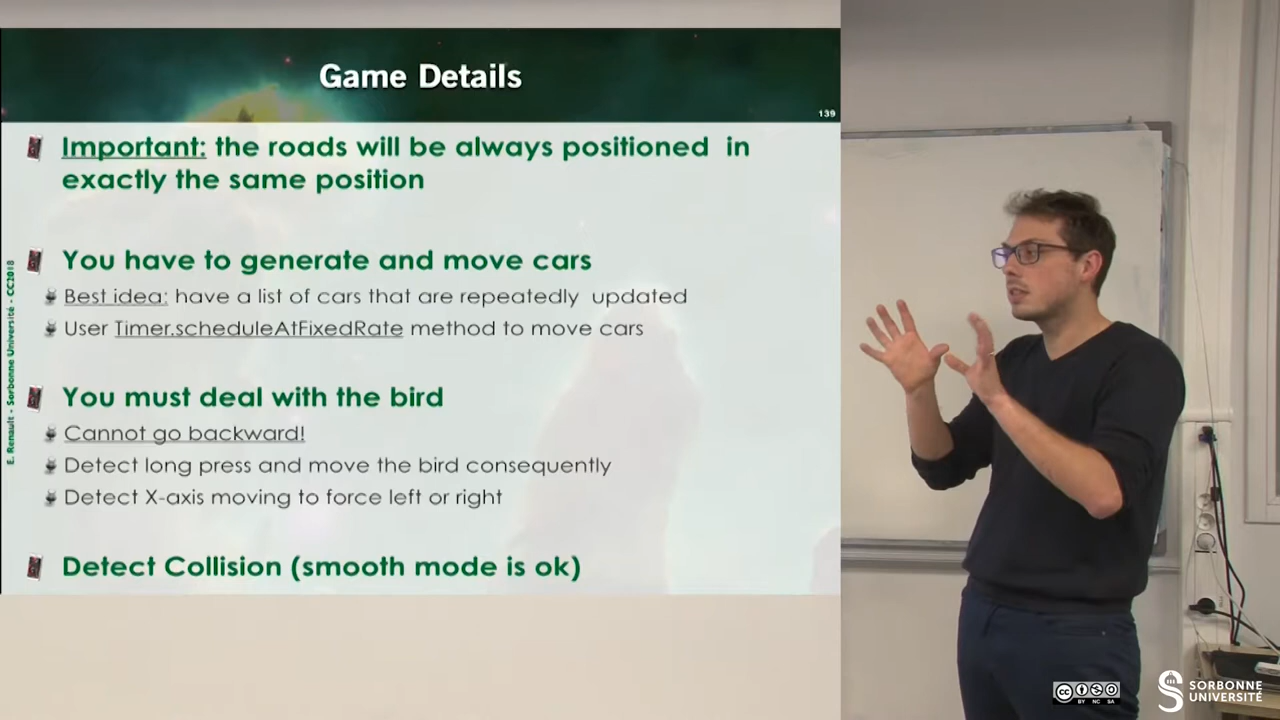 Game Details
139
Important: the roads will be always positioned in
exactly the same position
You have to generate and move cars
Best idea: have a list of cars that are repeatedly updated
User Timer.scheduleAtFixedRate method to move cars
You must deal with the bird
Cannot go backward!
Detect long press and move the bird consequently
Detect X-axis moving to force left or right
Detect Collision (smooth mode is ok)
E. Renault - Sorbonne Université - CC2018
CC BY NC SA
SORBONNE
UNIVERSITÉ